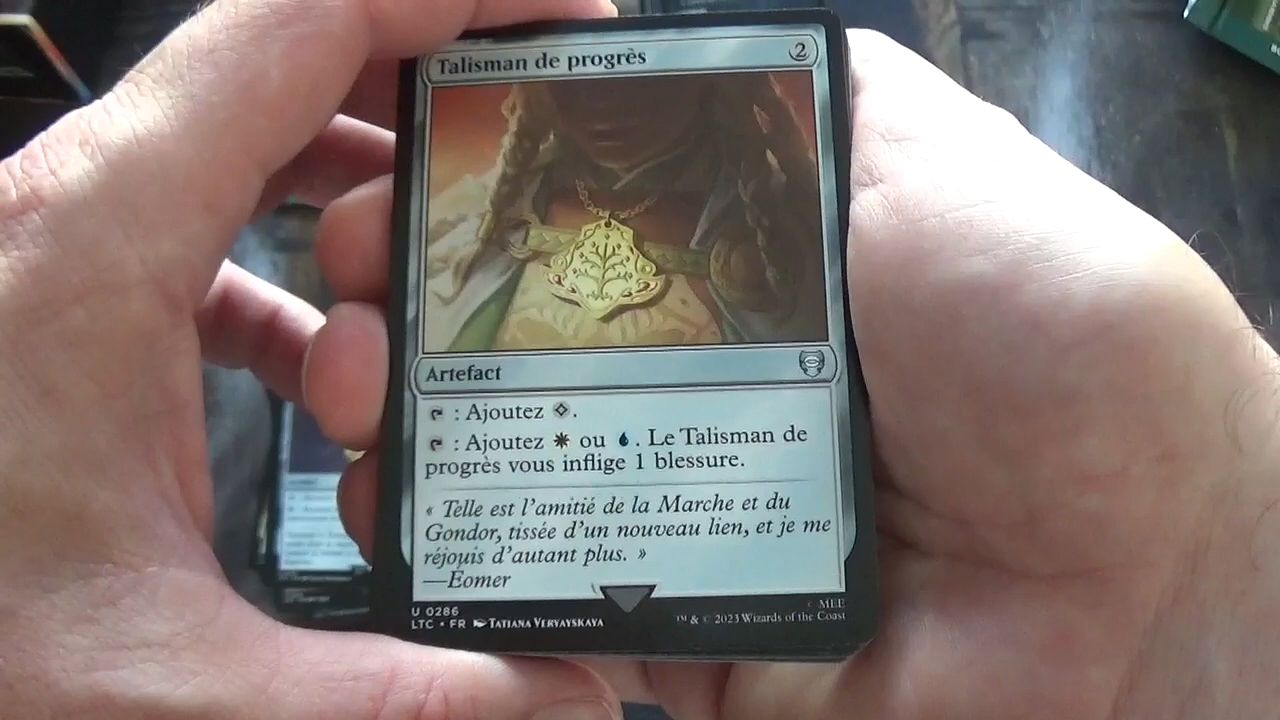 Talisman de progrès 2
Artefact
: Ajoutez .
: Ajoutez ou . Le Talisman de
progrès vous inflige 1 blessure.
« Telle est l'amitié de la Marche et du
Gondor, tissée d'un nouveau lien, et je me
réjouis d'autant plus. »
—Eomer
U 0286
LTC • FR TATIANA VERYAYSKAYA
© MEE
™ & © 2023 Wizards of the Coast